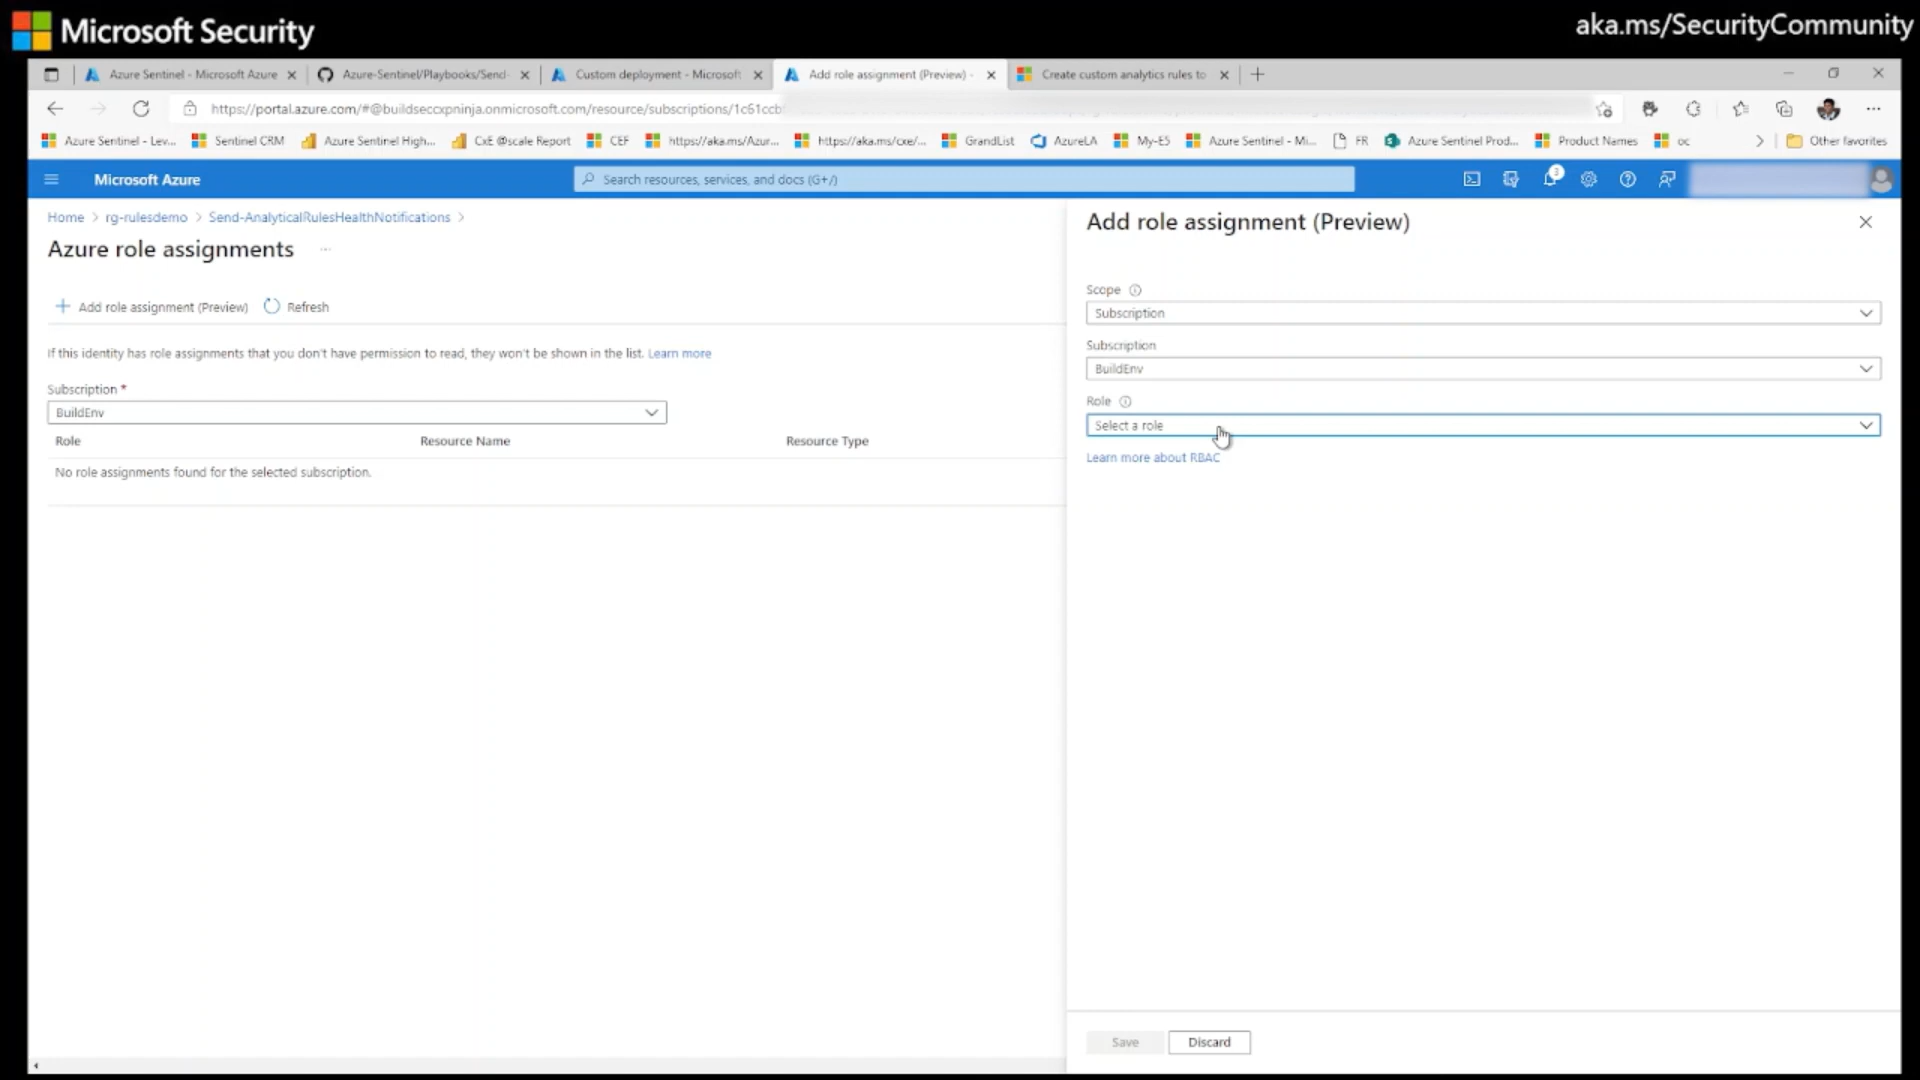 Microsoft Security
aka.ms/SecurityCommunity
Azure Sentinel - Microsoft Azure
Azure-Sentinel/Playbooks/Send-
Custom deployment - Microsoft
Add role assignment (Preview) -
Create custom analytics rules to
https://portal.azure.com/#@buildseccxpninja.onmicrosoft.com/resource/subscriptions/1c61ccb
Azure Sentinel - Lev...
Sentinel CRM
Azure Sentinel High...
CxE @scale Report
CEF
https://aka.ms/Azur...
https://aka.ms/cxe/...
GrandList
AzureLA
My-E5
Azure Sentinel - Mi...
FR
Azure Sentinel Prod...
Product Names
oc
Other favorites
Microsoft Azure
Search resources, services, and docs (G+/)
3
Home > rg-rulesdemo > Send-AnalyticalRulesHealthNotifications >
Azure role assignments ...
+ Add role assignment (Preview)
Refresh
If this identity has role assignments that you don't have permission to read, they won't be shown in the list. Learn more
Subscription *
BuildEnv
Role
Resource Name
Resource Type
No role assignments found for the selected subscription.
Add role assignment (Preview)
Scope
Subscription
Subscription
BuildEnv
Role
Select a role
Learn more about RBAC
Save
Discard